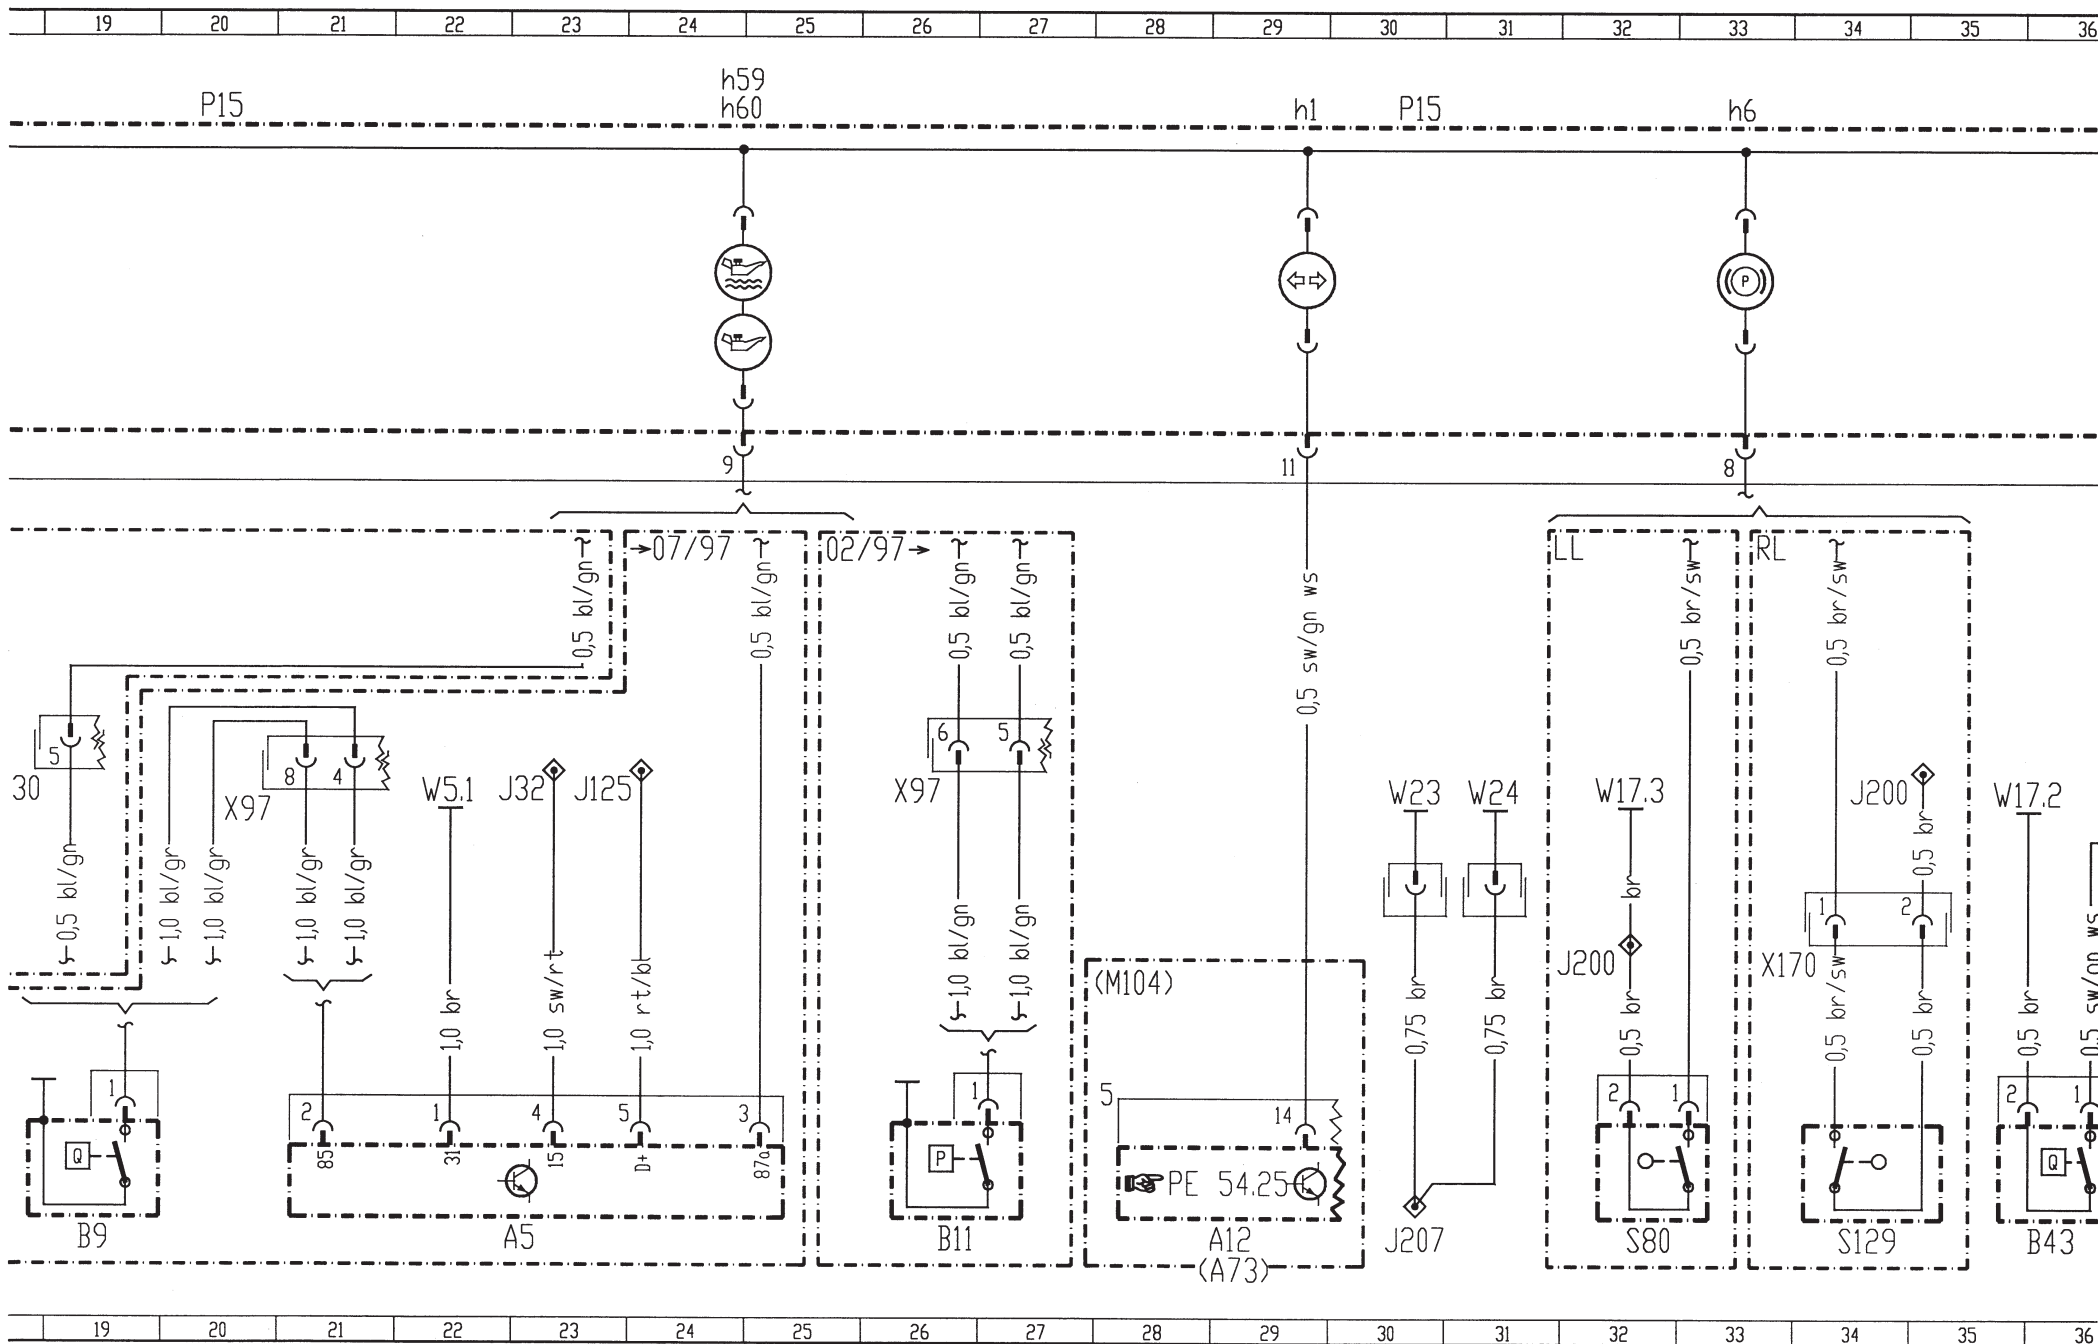 19 20 21 22 23 24 25 26 27 28 29 30 31 32 33 34 35 36
h59
P15 h60 h1 P15 h6
P
9 11 8
→07/97 02/97→ LL RL
0,5 bl/gn 0,5 bl/gn 0,5 bl/gn 0,5 bl/gn 0,5 sw/gn ws 0,5 br/sw 0,5 br/sw
5 8 4 6 5
30 X97 W5.1 J32 J125 X97 W23 W24 W17.3 J200 W17.2
0,5 bl/gn 1,0 bl/gr 1,0 bl/gr 1,0 bl/gr 1,0 bl/gr 1,0 bl/gn 1,0 bl/gn br 0,5 br
1 2
(M104) J200 X170
1,0 br 1,0 sw/rt 1,0 rt/bl 0,75 br 0,75 br 0,5 br 0,5 br/sw 0,5 br 0,5 br 0,5 sw/gn ws
1 2 1 4 5 3 1 5 14 2 1 2 1
Q 85 31 15 D+ 87a P PE 54.25 Q
B9 A5 B11 A12 J207 S80 S129 B43
(A73)
19 20 21 22 23 24 25 26 27 28 29 30 31 32 33 34 35 36